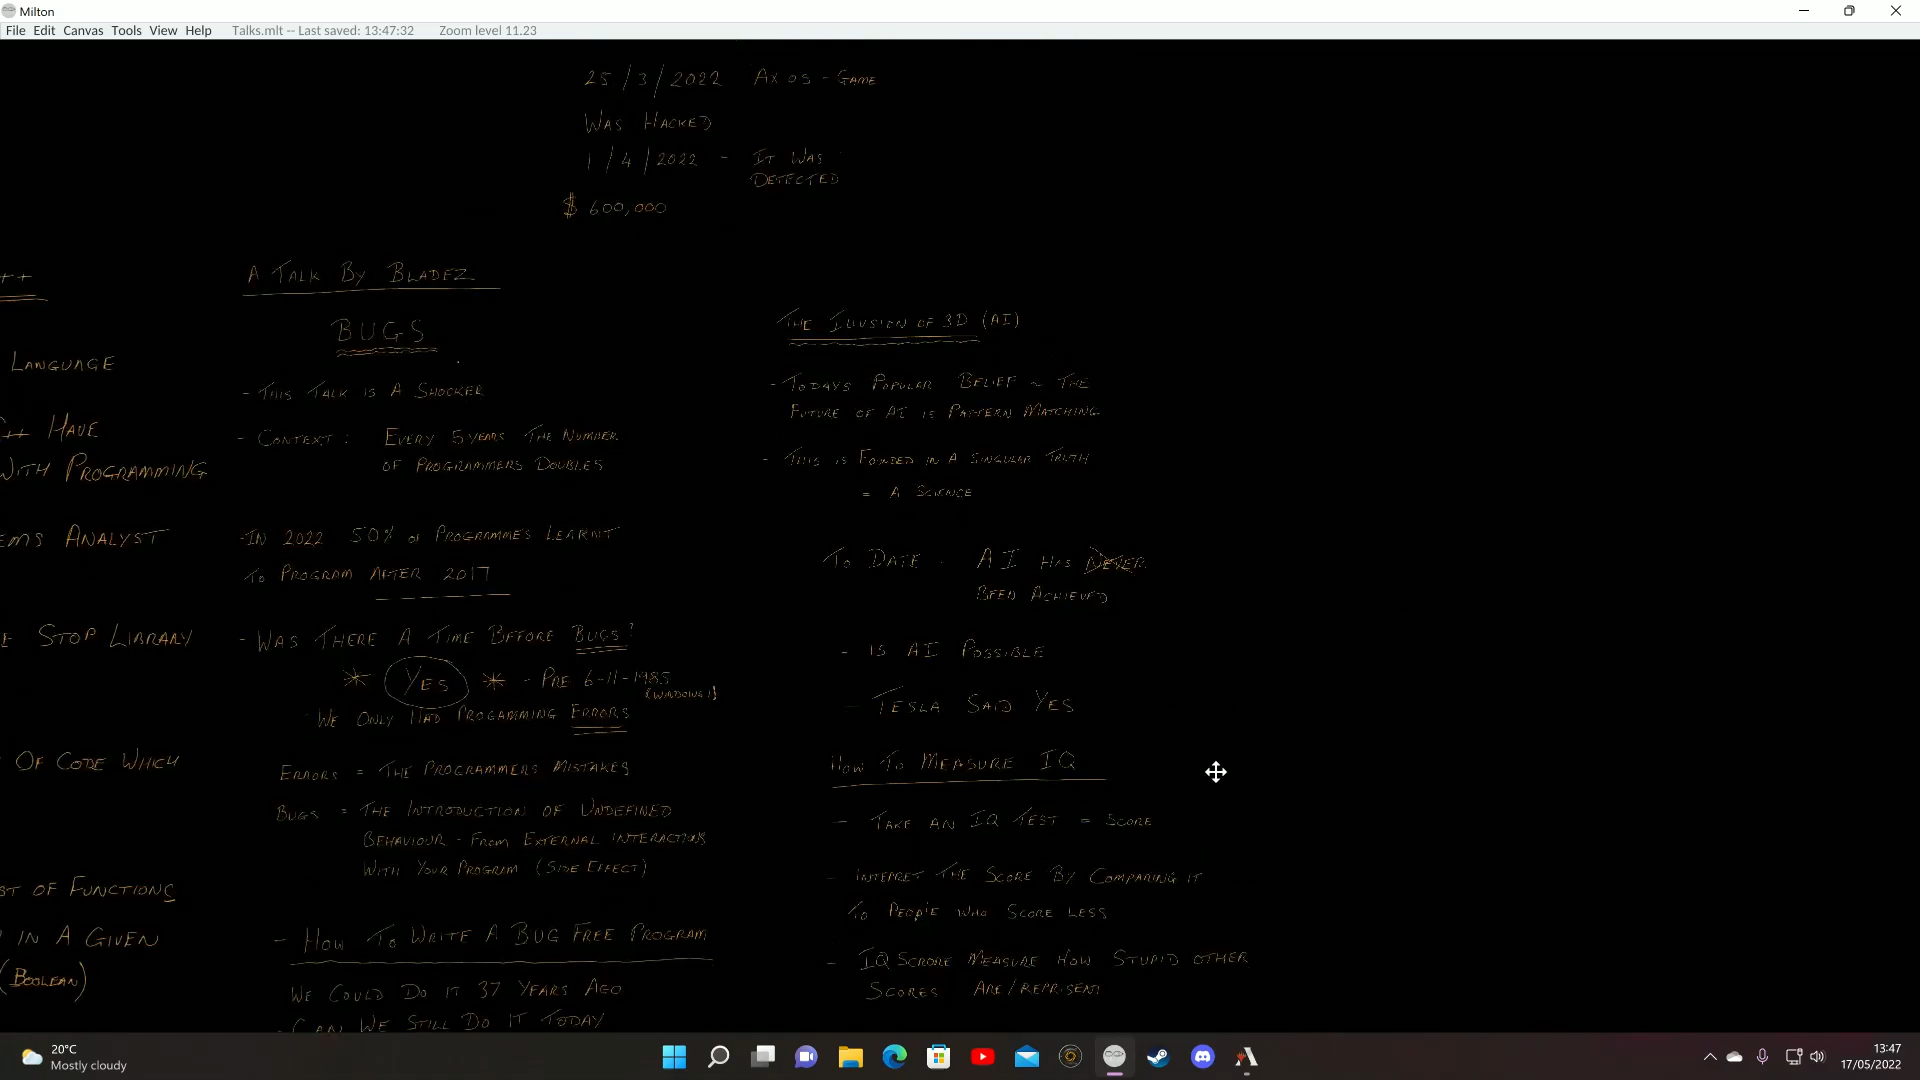 Milton
File Edit Canvas Tools View Help Talks.mlt -- Last saved: 13:47:32 Zoom level 11.23
25/3/2022 AXOS - GAME
WAS HACKED
1/4/2022 - IT WAS
DETECTED
$ 600,000
++
LANGUAGE
C++ HAVE
WITH PROGRAMMING
EMS ANALYST
E STOP LIBRARY
OF CODE WHICH
ST OF FUNCTIONS
IN A GIVEN
(BOOLEAN)
A TALK BY BLADEZ
BUGS
- THIS TALK IS A SHOCKER
- CONTEXT: EVERY 5 YEARS THE NUMBER
OF PROGRAMMERS DOUBLES
- IN 2022 50% of PROGRAMMES LEARNT
TO PROGRAM AFTER 2017
- WAS THERE A TIME BEFORE BUGS?
* YES * - PRE 6-11-1985
{WINDOWS 1}
WE ONLY HAD PROGAMMING ERRORS
ERRORS = THE PROGRAMMERS MISTAKES
BUGS = THE INTRODUCTION OF UNDEFINED
BEHAVIOUR - FROM EXTERNAL INTERACTIONS
WITH YOUR PROGRAM (SIDE EFFECT)
- HOW TO WRITE A BUG FREE PROGRAM
WE COULD DO IT 37 YEARS AGO
- CAN WE STILL DO IT TODAY
THE ILLUSION OF 3D (AI)
- TODAYS POPULAR BELIEF ~ THE
FUTURE OF AI IS PATTERN MATCHING
- THIS IS FOUNDED IN A SINGULAR TRUTH
= A SCIENCE
TO DATE - AI HAS NEVER
BEEN ACHIEVED
- IS AI POSSIBLE
- TESLA SAID YES
HOW TO MEASURE IQ
- TAKE AN IQ TEST = SCORE
- INTEPRET THE SCORE BY COMPARING IT
TO PEOPLE WHO SCORE LESS
- IQ SCRORE MEASURE HOW STUPID OTHER
SCORES ARE/REPRSENT
20°C
Mostly cloudy
13:47
17/05/2022